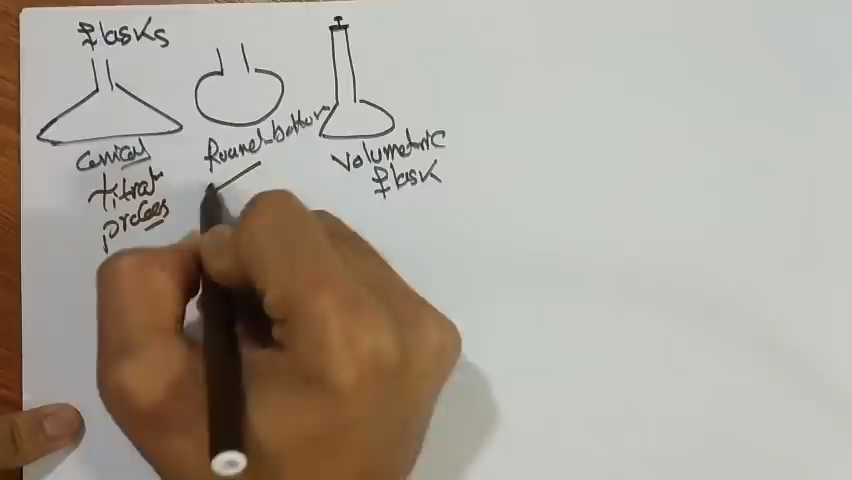 flasks
Conical
titrat
process
Round-bottom
Volumetric
flask